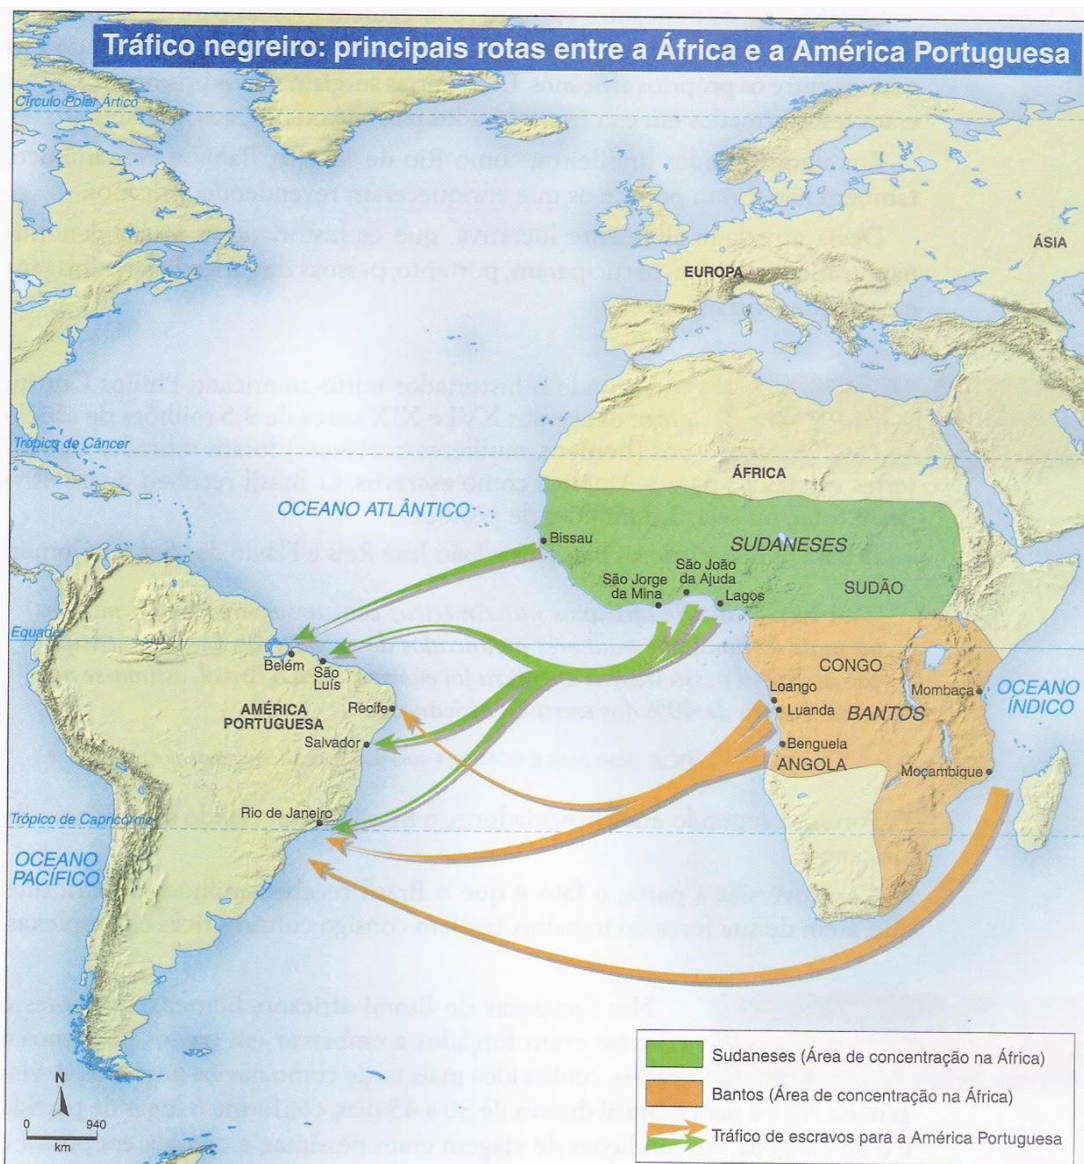 Tráfico negreiro: principais rotas entre a África e a América Portuguesa
Círculo Polar Ártico
ÁSIA
EUROPA
Trópico de Câncer
ÁFRICA
OCEANO ATLÂNTICO
Bissau
SUDANESES
São João
da Ajuda
São Jorge
da Mina
SUDÃO
Lagos
Equador
Belém
São
Luís
CONGO
Loango
Mombaça
OCEANO
ÍNDICO
AMÉRICA
PORTUGUESA
Recife
Luanda
BANTOS
Salvador
Benguela
ANGOLA
Moçambique
Rio de Janeiro
Trópico de Capricórnio
OCEANO
PACÍFICO
Sudaneses (Área de concentração na África)
Bantos (Área de concentração na África)
Tráfico de escravos para a América Portuguesa
N
0 940
km